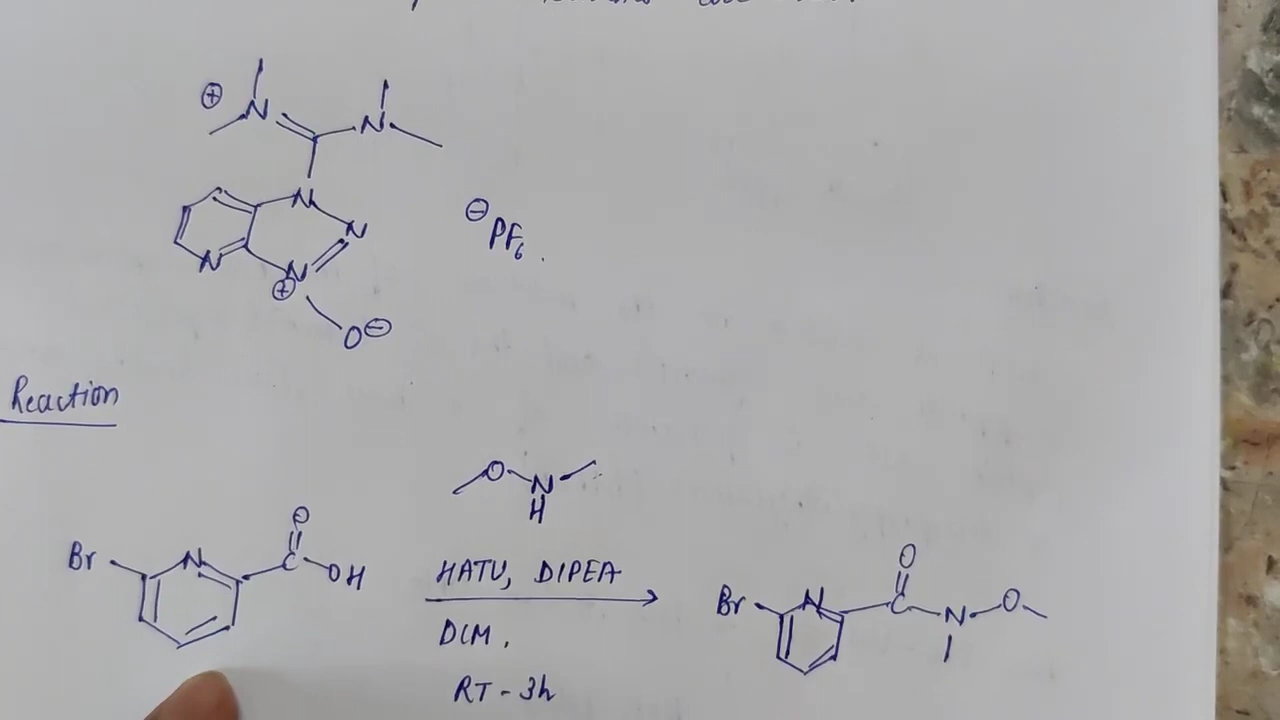 ⊕
N
N
N
N
N
N
⊕
O⊖
⊖PF6.
Reaction
O
N
H
Br
N
C
O
OH
HATU, DIPEA
DCM,
RT - 3h
Br
N
C
O
N
O